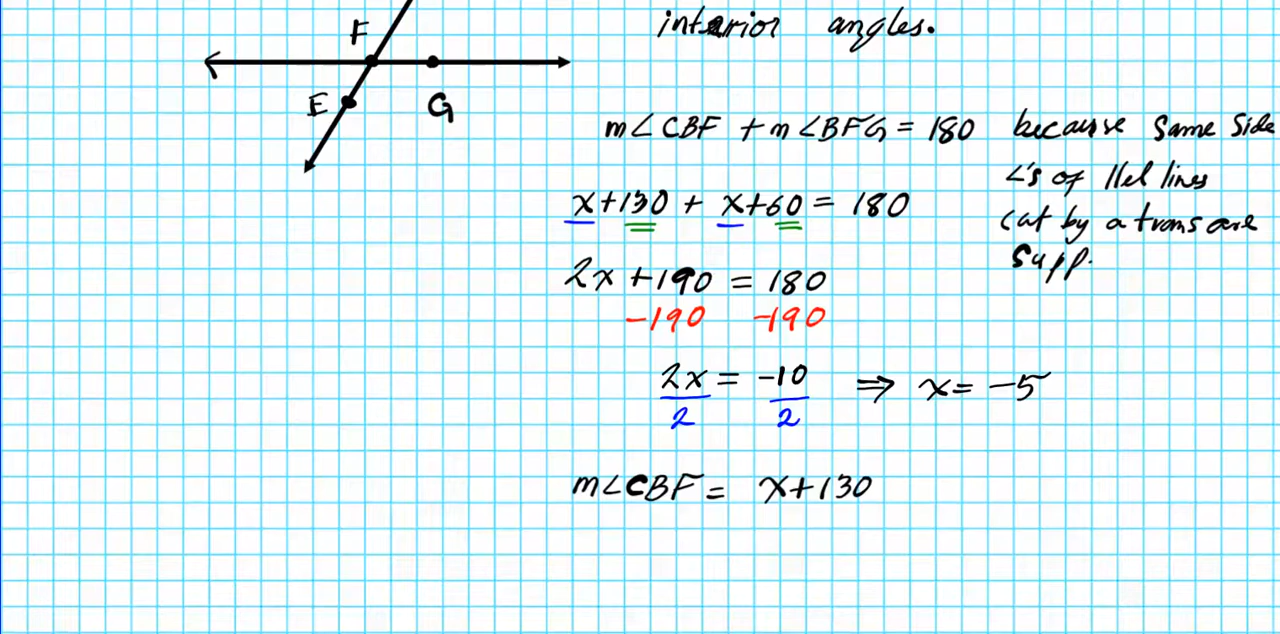 interior angles.
F
E
G
m∠CBF + m∠BFG = 180 because same side
∠'s of llel lines
x+130 + x+60 = 180
cut by a trans are
supp.
2x +190 = 180
-190 -190
2x = -10 ⇒ x = -5
2 2
m∠CBF = x+130